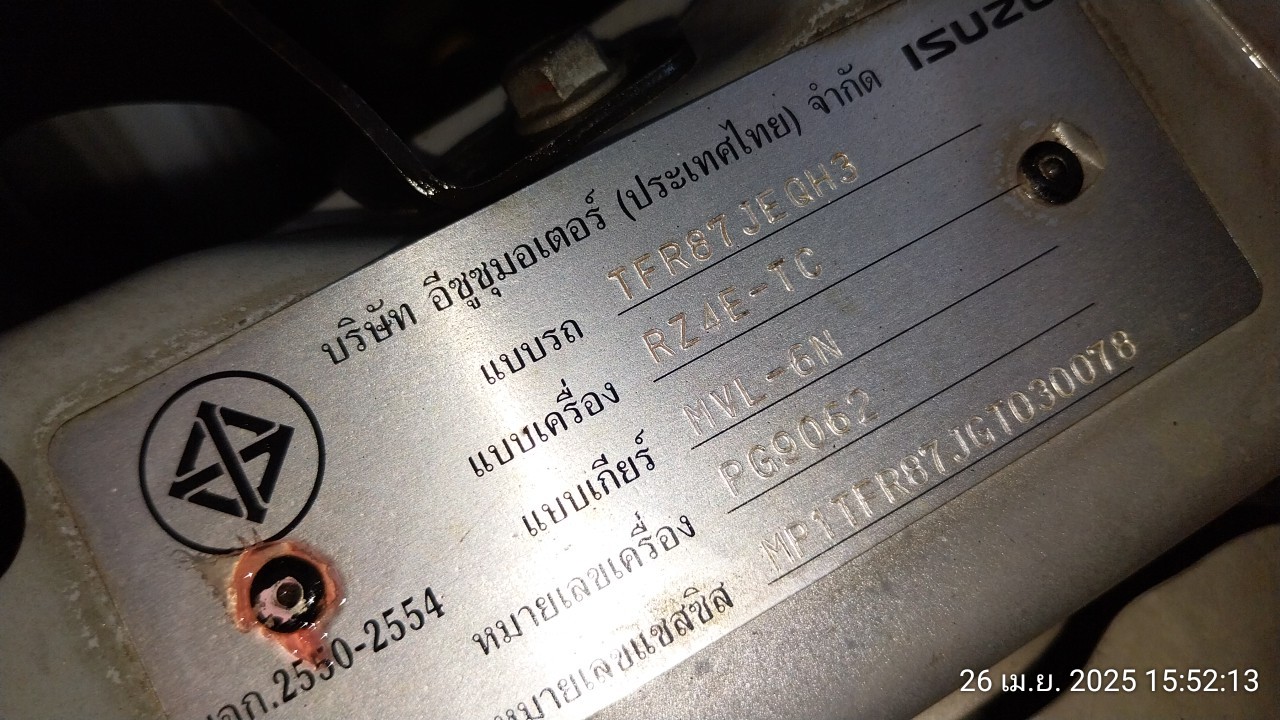 ISUZU
บริษัท อีซูซุมอเตอร์ (ประเทศไทย) จำกัด
แบบรถ TFR87JEQH3
แบบเครื่อง RZ4E-TC
แบบเกียร์ MVL-6N
หมายเลขเครื่อง PG9062
หมายเลขแชสซิส MP1TFR87JCT030078
มอก.2550-2554
26 เม.ย. 2025 15:52:13